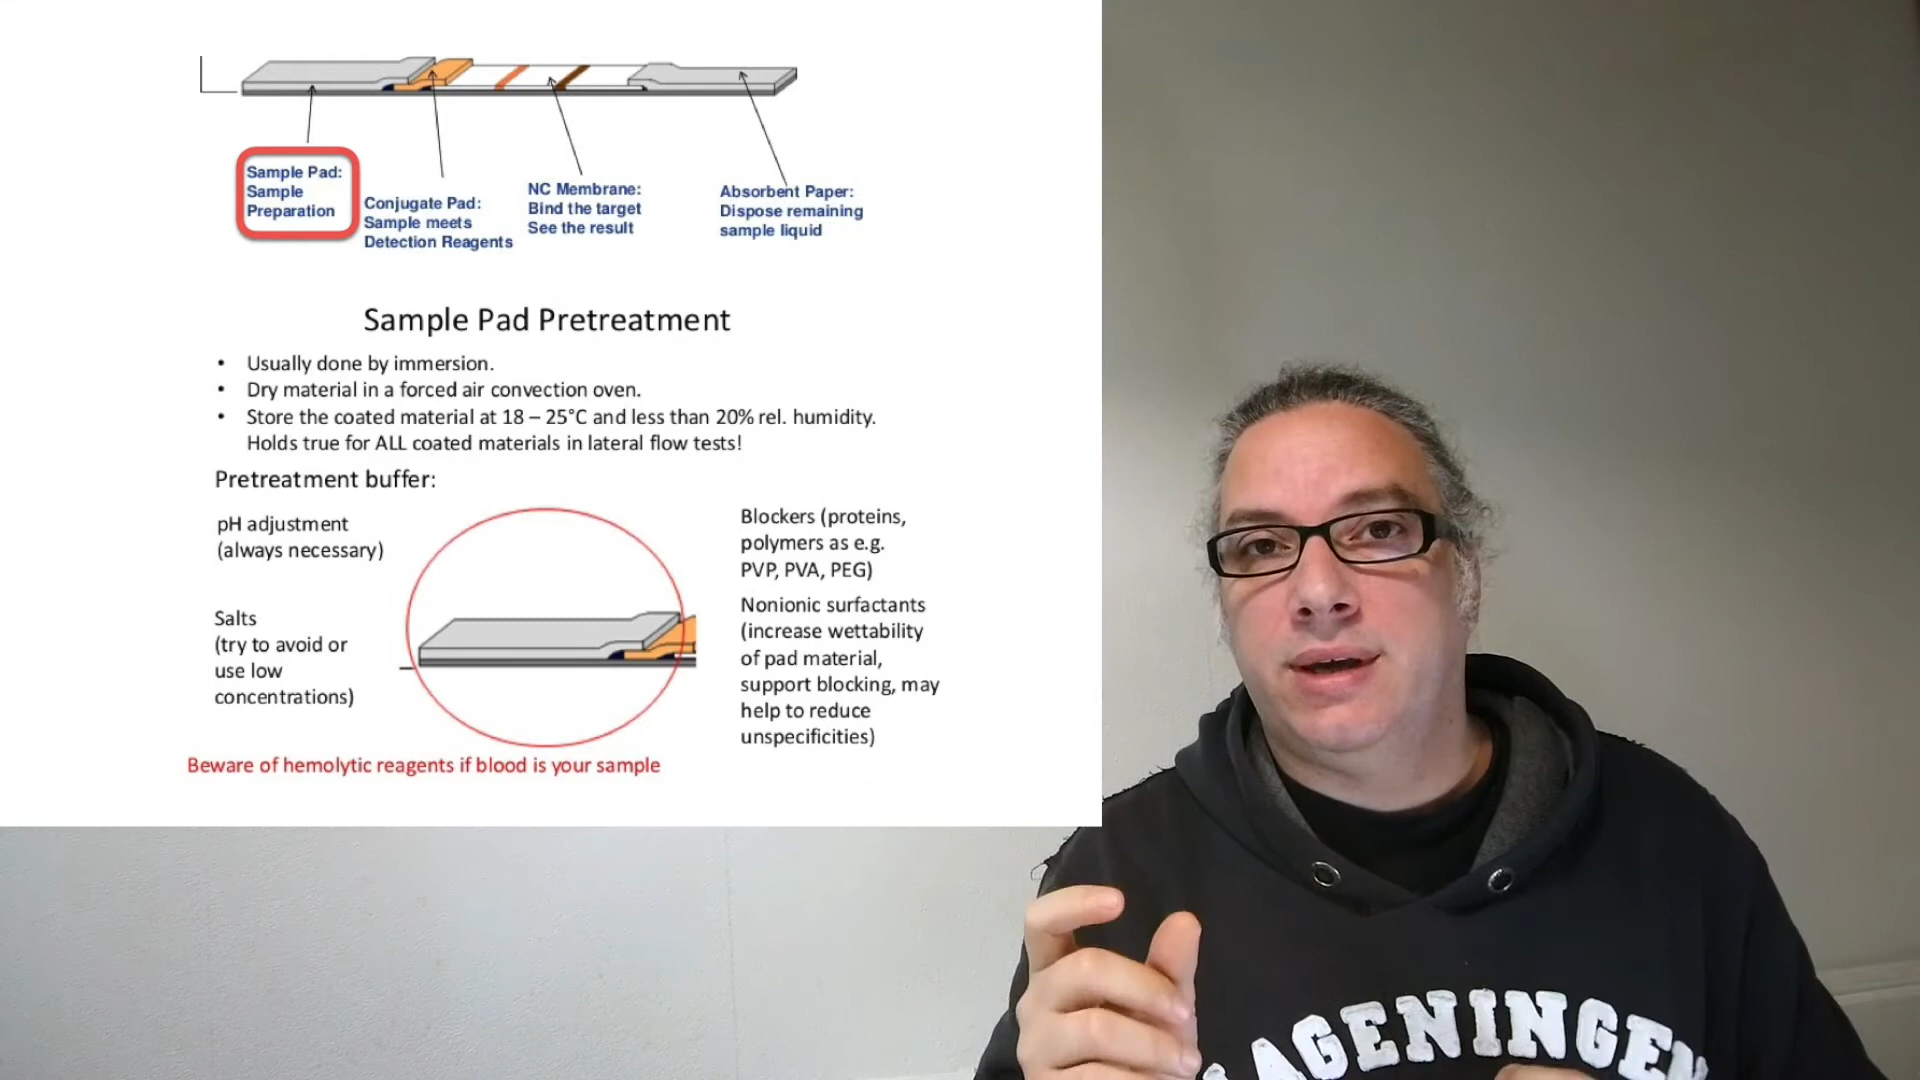 Sample Pad:
Sample
Preparation
Conjugate Pad:
Sample meets
Detection Reagents
NC Membrane:
Bind the target
See the result
Absorbent Paper:
Dispose remaining
sample liquid
Sample Pad Pretreatment
• Usually done by immersion.
• Dry material in a forced air convection oven.
• Store the coated material at 18 – 25°C and less than 20% rel. humidity.
Holds true for ALL coated materials in lateral flow tests!
Pretreatment buffer:
pH adjustment
(always necessary)
Salts
(try to avoid or
use low
concentrations)
Blockers (proteins,
polymers as e.g.
PVP, PVA, PEG)
Nonionic surfactants
(increase wettability
of pad material,
support blocking, may
help to reduce
unspecificities)
Beware of hemolytic reagents if blood is your sample
WAGENINGEN